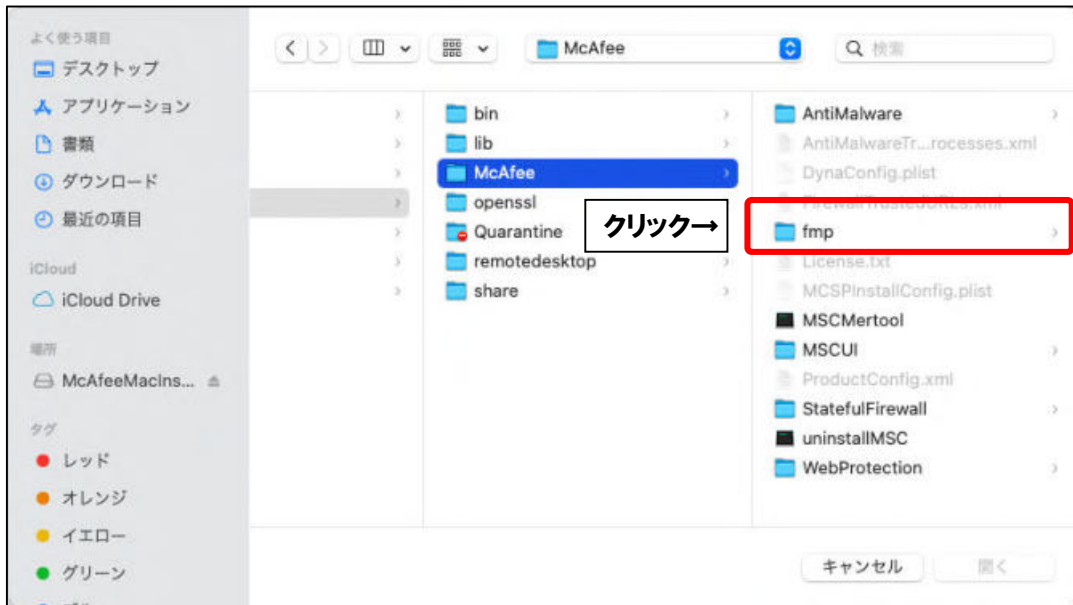 よく使う項目
デスクトップ
アプリケーション
書類
ダウンロード
最近の項目
iCloud
iCloud Drive
場所
McAfeeMacIns...
タグ
レッド
オレンジ
イエロー
グリーン
McAfee
検索
bin
lib
McAfee
openssl
Quarantine
remotedesktop
share
クリック→
AntiMalware
AntiMalwareTr...rocesses.xml
DynaConfig.plist
FirewallTrustedURLs.xml
fmp
License.txt
MCSPInstallConfig.plist
MSCMertool
MSCUI
ProductConfig.xml
StatefulFirewall
uninstallMSC
WebProtection
キャンセル
開く